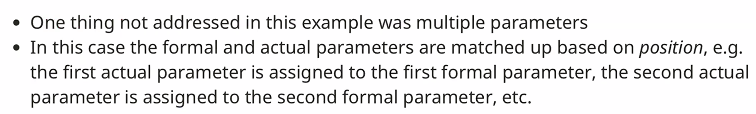 • One thing not addressed in this example was multiple parameters
• In this case the formal and actual parameters are matched up based on position, e.g.
the first actual parameter is assigned to the first formal parameter, the second actual
parameter is assigned to the second formal parameter, etc.